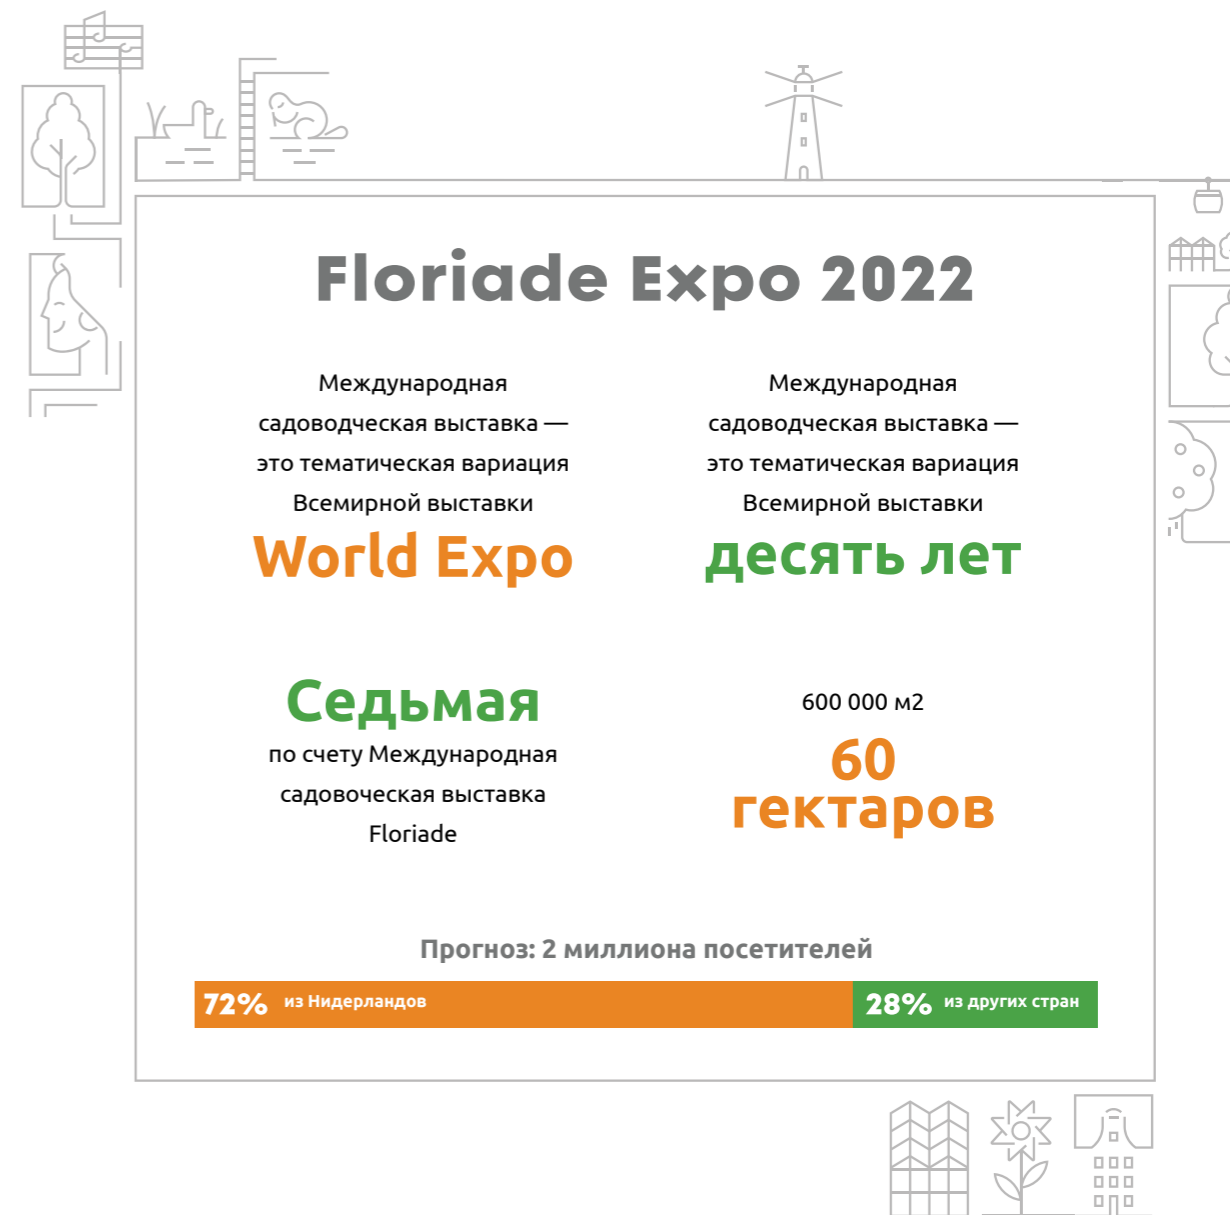 Floriade Expo 2022
Международная
садоводческая выставка —
это тематическая вариация
Всемирной выставки
World Expo
Международная
садоводческая выставка —
это тематическая вариация
Всемирной выставки
десять лет
Седьмая
по счету Международная
садовоческая выставка
Floriade
600 000 м2
60
гектаров
Прогноз: 2 миллиона посетителей
72% из Нидерландов
28% из других стран